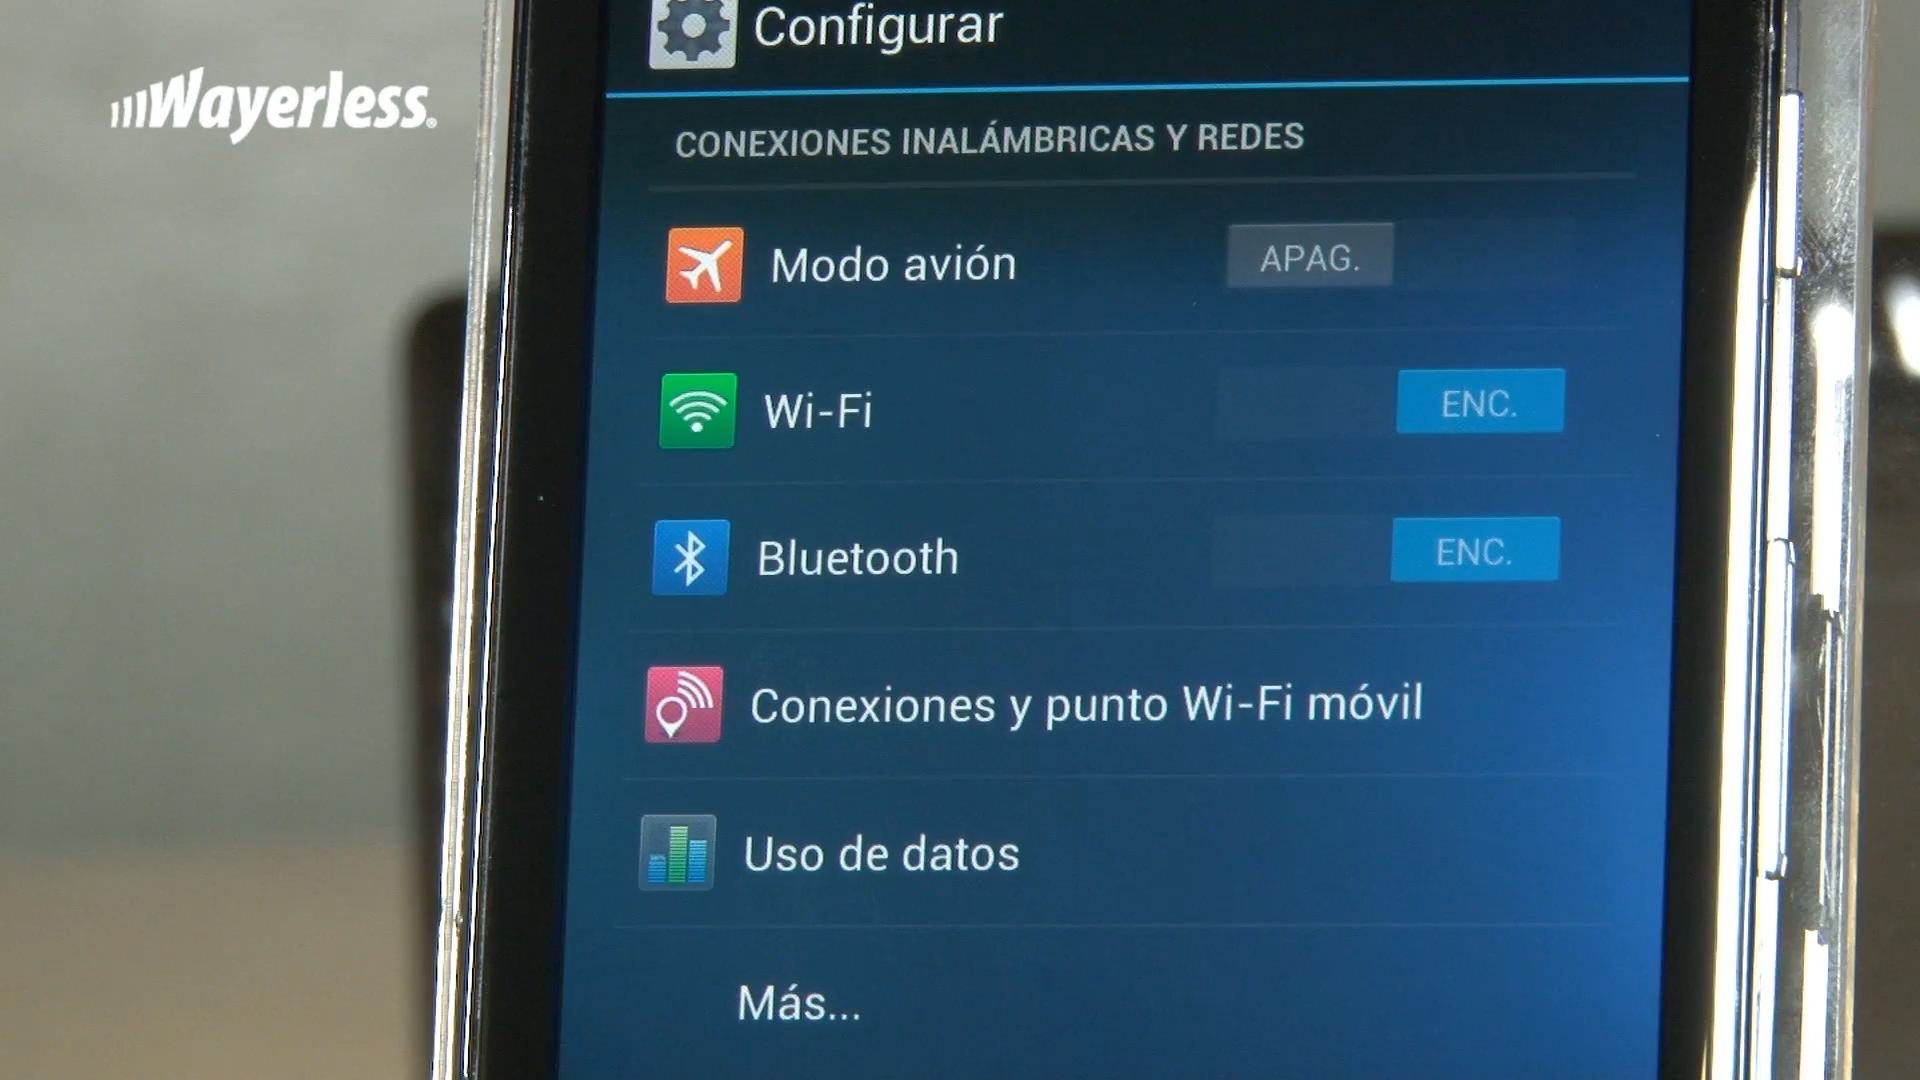 Configurar
Wayerless
CONEXIONES INALÁMBRICAS Y REDES
Modo avión APAG.
Wi-Fi ENC.
Bluetooth ENC.
Conexiones y punto Wi-Fi móvil
Uso de datos
Más...